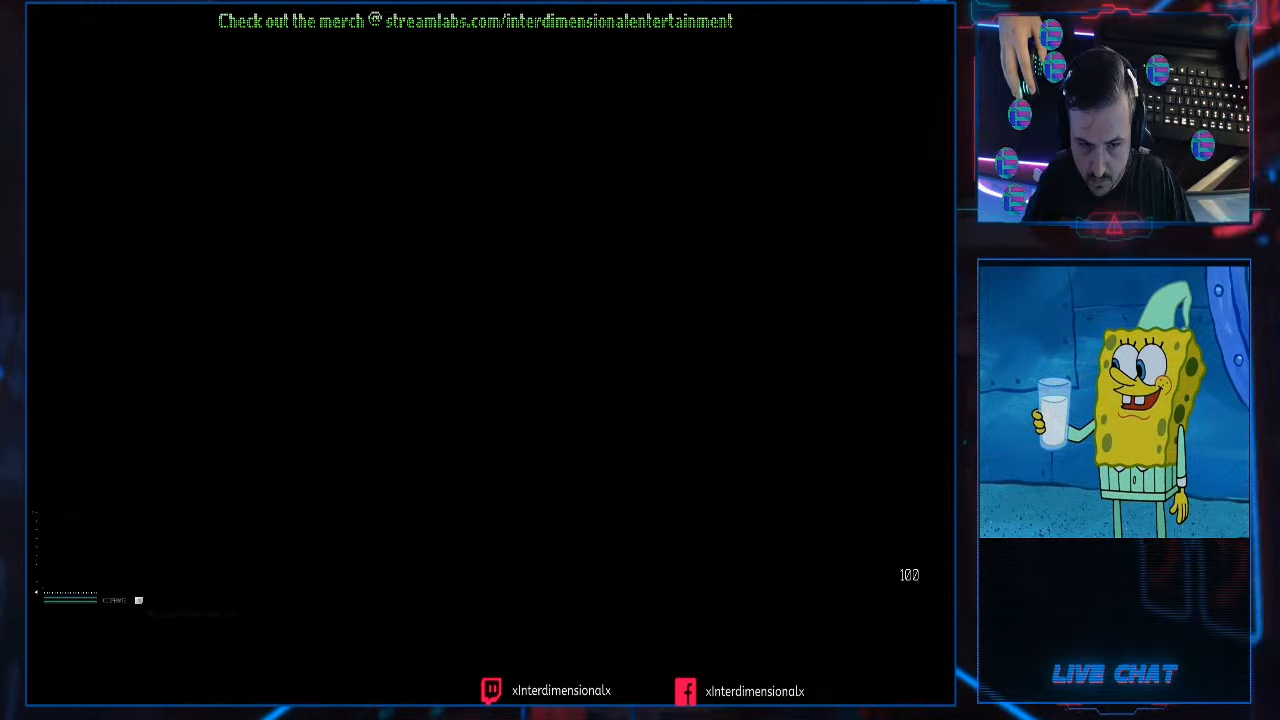 Check out the merch @ streamlabs.com/interdimensionalentertainment
100
xInterdimensionalx
xInterdimensionalx
LIVE CHAT